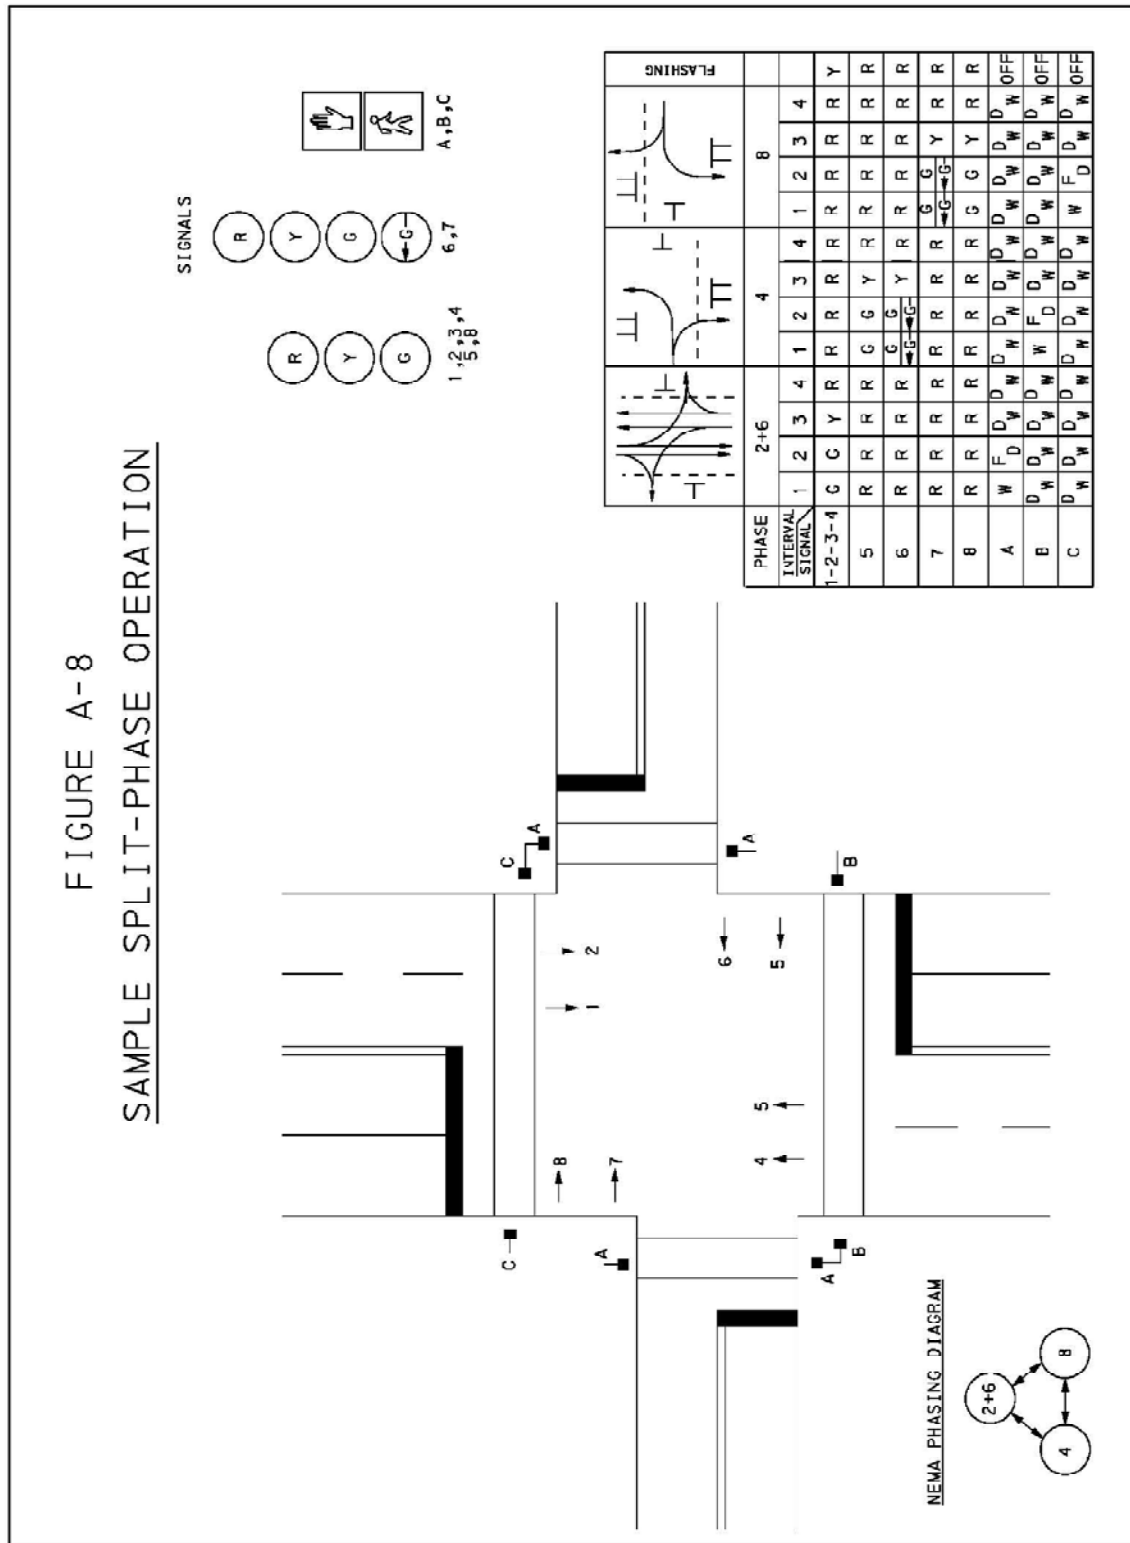 FIGURE A-8
SAMPLE SPLIT-PHASE OPERATION
SIGNALS
R Y G
1,2,3,4
5,8
R Y G G
6,7
A,B,C
C
A
A
B
C
A
A
B
1
2
8
7
6
5
4
5
NEMA PHASING DIAGRAM
2+6
4
8
FLASHING
PHASE 2+6 4 8
INTERVAL 1 2 3 4 1 2 3 4 1 2 3 4
SIGNAL
1-2-3-4 G G Y R R R R R R R R R Y
5 R R R R G G Y R R R R R R
6 R R R R G G G G Y R R R R R R
7 R R R R R R R R G G G G Y R R
8 R R R R R R R R G G Y R R
A W FD DW DW DW DW DW DW DW DW DW DW OFF
B DW DW DW DW W FD DW DW DW DW DW DW OFF
C DW DW DW DW DW DW DW DW W FD DW DW OFF